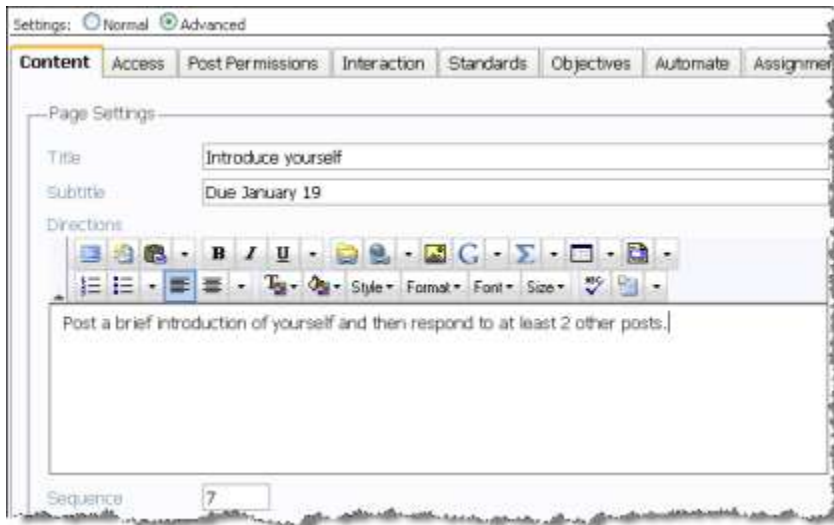 Settings: Normal Advanced
Content Access Post Permissions Interaction Standards Objectives Automate Assignmen
Page Settings
Title Introduce yourself
Subtitle Due January 19
Directions
B I U
Style Format Font Size ABC
Post a brief introduction of yourself and then respond to at least 2 other posts.
Sequence 7